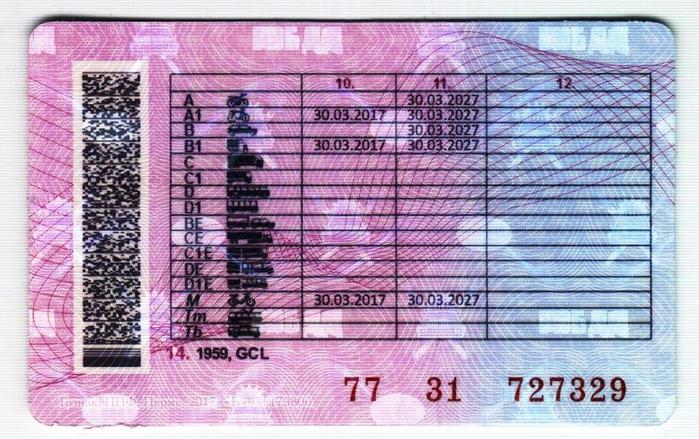 10. 11. 12.
A 30.03.2027
A1 30.03.2017 30.03.2027
B 30.03.2027
B1 30.03.2017 30.03.2027
C
C1
D
D1
BE
CE
C1E
DE
D1E
M 30.03.2017 30.03.2027
Tm
Tb
14. 1959, GCL
77 31 727329